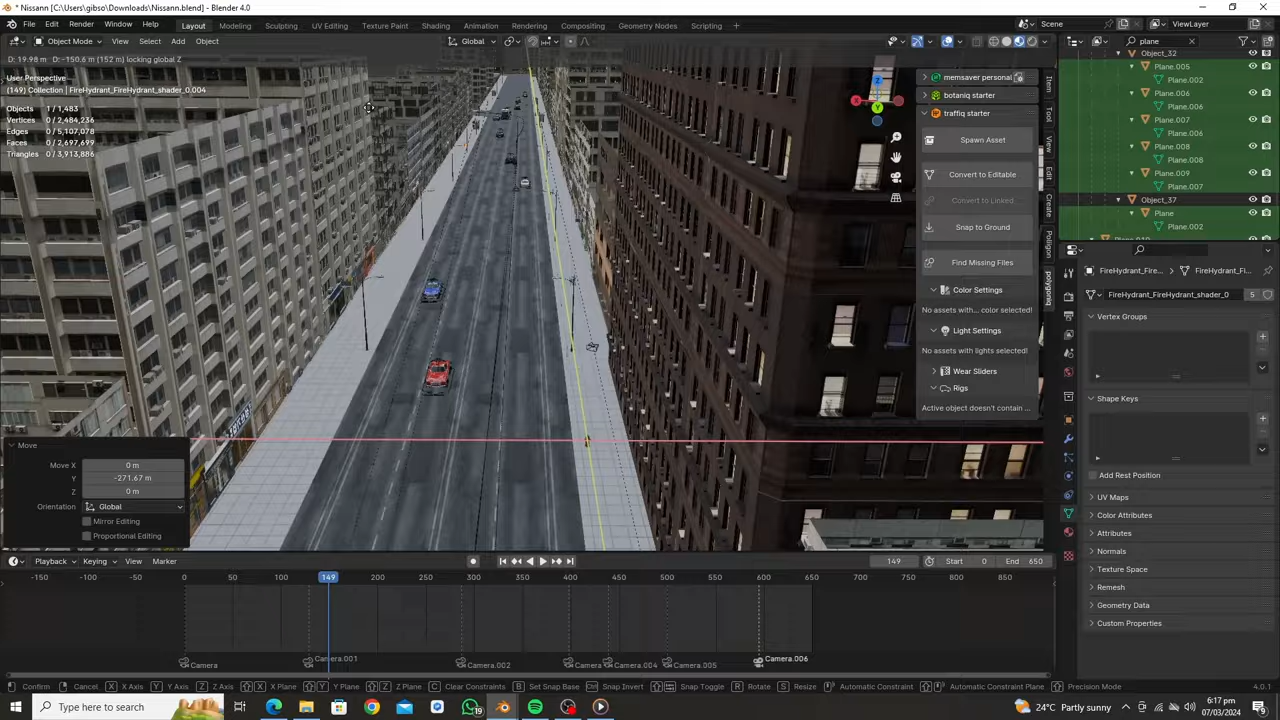 Nissann [C:\Users\gibso\Downloads\Nissann.blend] - Blender 4.0
File Edit Render Window Help Layout Modeling Sculpting UV Editing Texture Paint Shading Animation Rendering Compositing Geometry Nodes Scripting + Scene ViewLayer
Object Mode View Select Add Object Global plane
D: 19.98 m D: -150.6 m (152 m) locking global Z
User Perspective
(149) Collection | FireHydrant_FireHydrant_shader_0.004
Objects 1 / 1,483
Vertices 0 / 2,484,236
Edges 0 / 5,107,078
Faces 0 / 2,697,699
Triangles 0 / 3,913,886
Z
X
Y
memsaver personal
botaniq starter
traffiq starter
Spawn Asset
Convert to Editable
Convert to Linked
Snap to Ground
Find Missing Files
Color Settings
No assets with... color selected!
Light Settings
No assets with lights selected!
Wear Sliders
Rigs
Active object doesn't contain ...
Item
Tool
View
Edit
Create
Poliigon
polygoniq
Object_32
Plane.005
Plane.002
Plane.006
Plane.006
Plane.007
Plane.006
Plane.008
Plane.008
Plane.009
Plane.007
Object_37
Plane
Plane.002
Plane.010
FireHydrant_Fire... FireHydrant_Fi...
FireHydrant_FireHydrant_shader_0 5
Vertex Groups
Shape Keys
Add Rest Position
UV Maps
Color Attributes
Attributes
Normals
Texture Space
Remesh
Geometry Data
Custom Properties
Move
Move X 0 m
Y -271.67 m
Z 0 m
Orientation Global
Mirror Editing
Proportional Editing
Playback Keying View Marker 149 Start 0 End 650
-150 -100 -50 0 50 100 149 200 250 300 350 400 450 500 550 600 650 700 750 800 850
Camera Camera.001 Camera.002 Camera Camera.004 Camera.005 Camera.006
Confirm Cancel X X Axis Y Y Axis Z Z Axis X X Plane Y Y Plane Z Z Plane C Clear Constraints B Set Snap Base Ctrl Snap Invert Snap Toggle R Rotate S Resize Automatic Constraint Automatic Constraint Plane Precision Mode 4.0.1
Type here to search 19 24°C Partly sunny 6:17 pm
07/03/2024